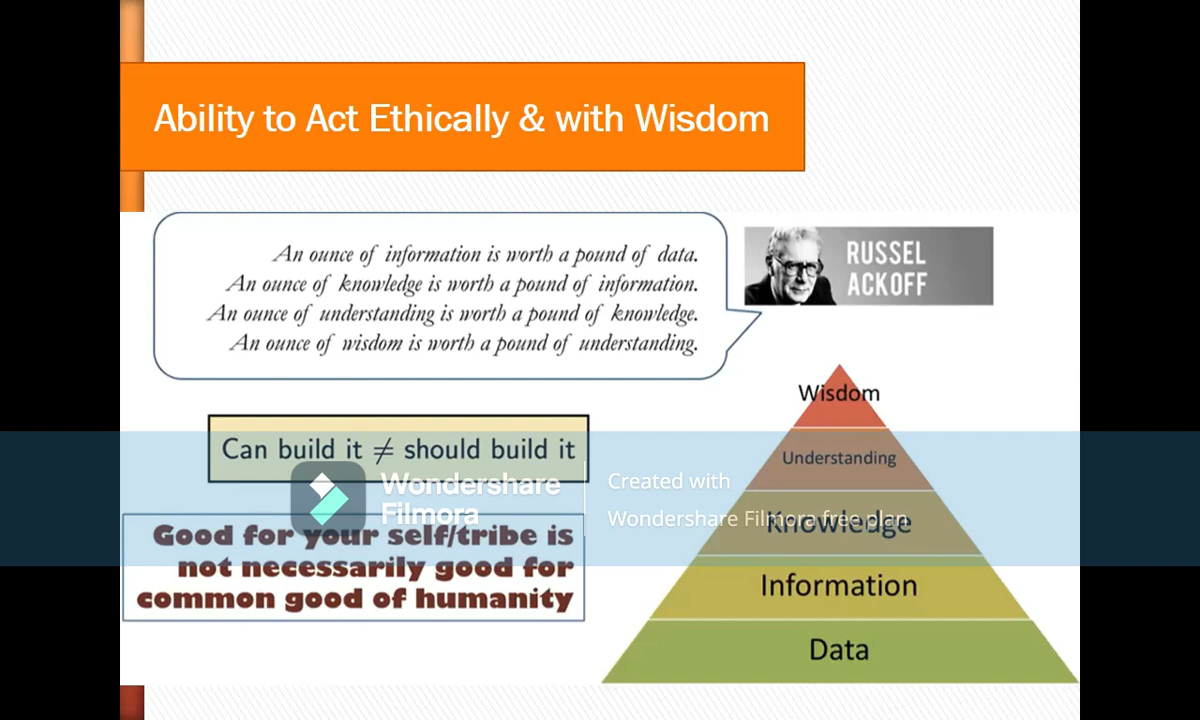 Ability to Act Ethically & with Wisdom
An ounce of information is worth a pound of data.
An ounce of knowledge is worth a pound of information.
An ounce of understanding is worth a pound of knowledge.
An ounce of wisdom is worth a pound of understanding.
RUSSEL
ACKOFF
Can build it ≠ should build it
Good for your self/tribe is
not necessarily good for
common good of humanity
Wisdom
Understanding
Knowledge
Information
Data
Wondershare
Filmora
Created with
Wondershare Filmora free plan